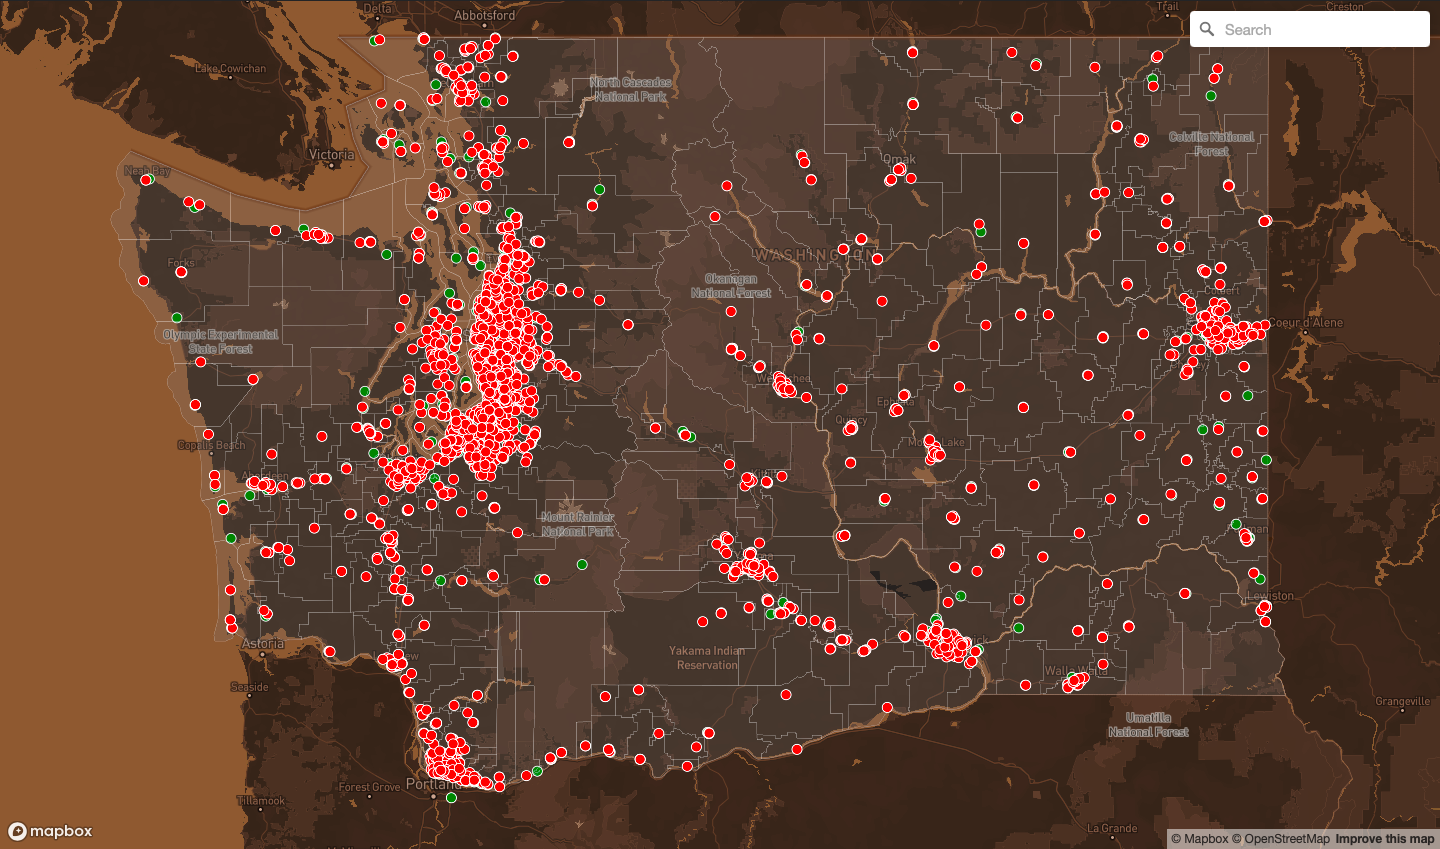 Delta
Abbotsford
Trail
Creston
Search
Lake Cowichan
North Cascades
National Park
Victoria
Colville National
Forest
Omak
Neah Bay
WASHINGTON
Forks
Okanagan
National Forest
Colbert
Coeur d'Alene
Olympic Experimental
State Forest
Quincy
Copalis Beach
Moses Lake
Aberdeen
Mount Rainier
National Park
Lewiston
Astoria
Yakama Indian
Reservation
Walla Walla
Seaside
Grangeville
Umatilla
National Forest
Portland
Forest Grove
Tillamook
La Grande
mapbox
© Mapbox © OpenStreetMap Improve this map